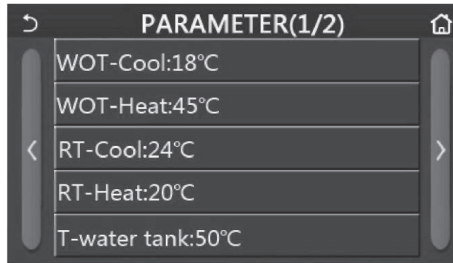 PARAMETER(1/2)
WOT-Cool:18℃
WOT-Heat:45℃
RT-Cool:24℃
RT-Heat:20℃
T-water tank:50℃